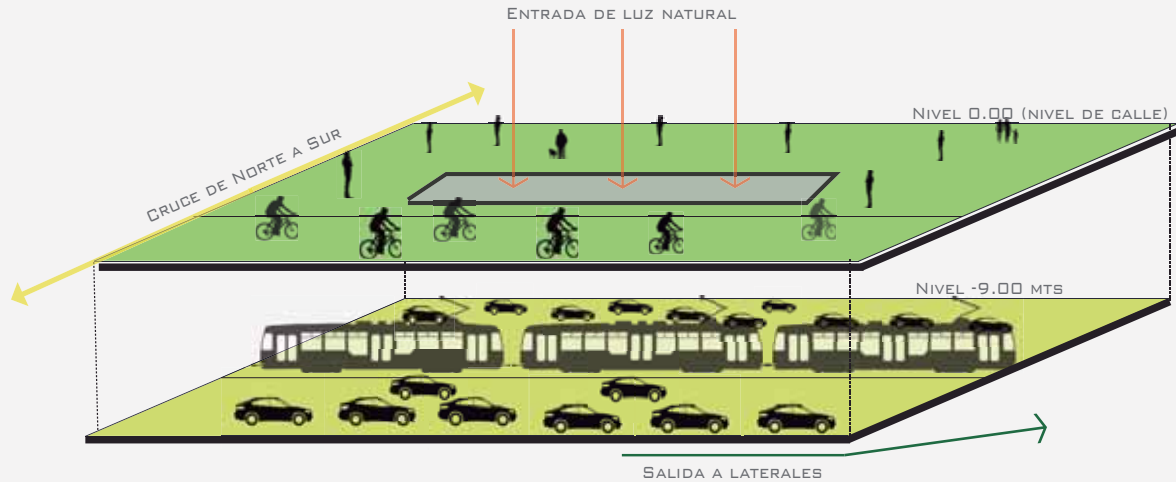 Entrada de luz natural
Nivel 0.00 (nivel de calle)
Cruce de Norte a Sur
Nivel -9.00 mts
Salida a laterales